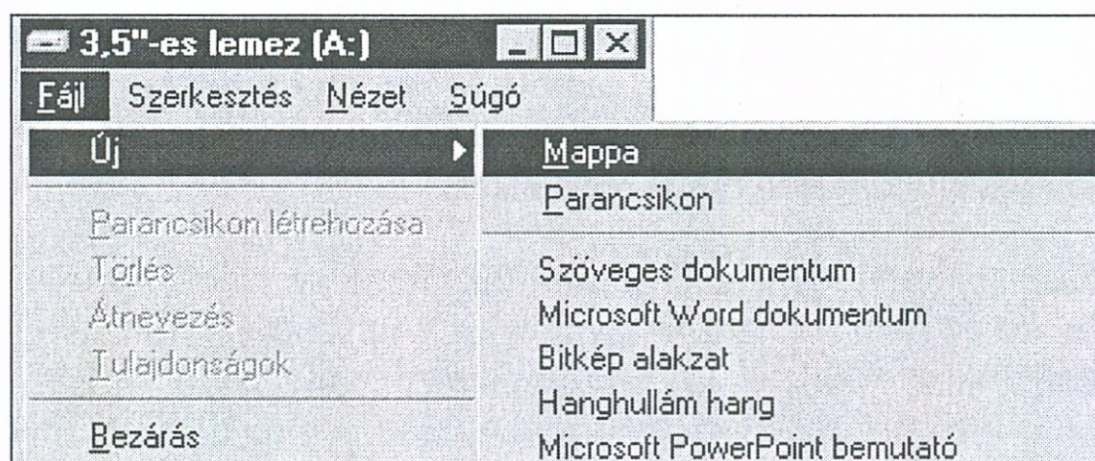 3,5"-es lemez (A:)
Fájl Szerkesztés Nézet Súgó
Új
Parancsikon létrehozása
Törlés
Átnevezés
Tulajdonságok
Bezárás
Mappa
Parancsikon
Szöveges dokumentum
Microsoft Word dokumentum
Bitkép alakzat
Hanghullám hang
Microsoft PowerPoint bemutató